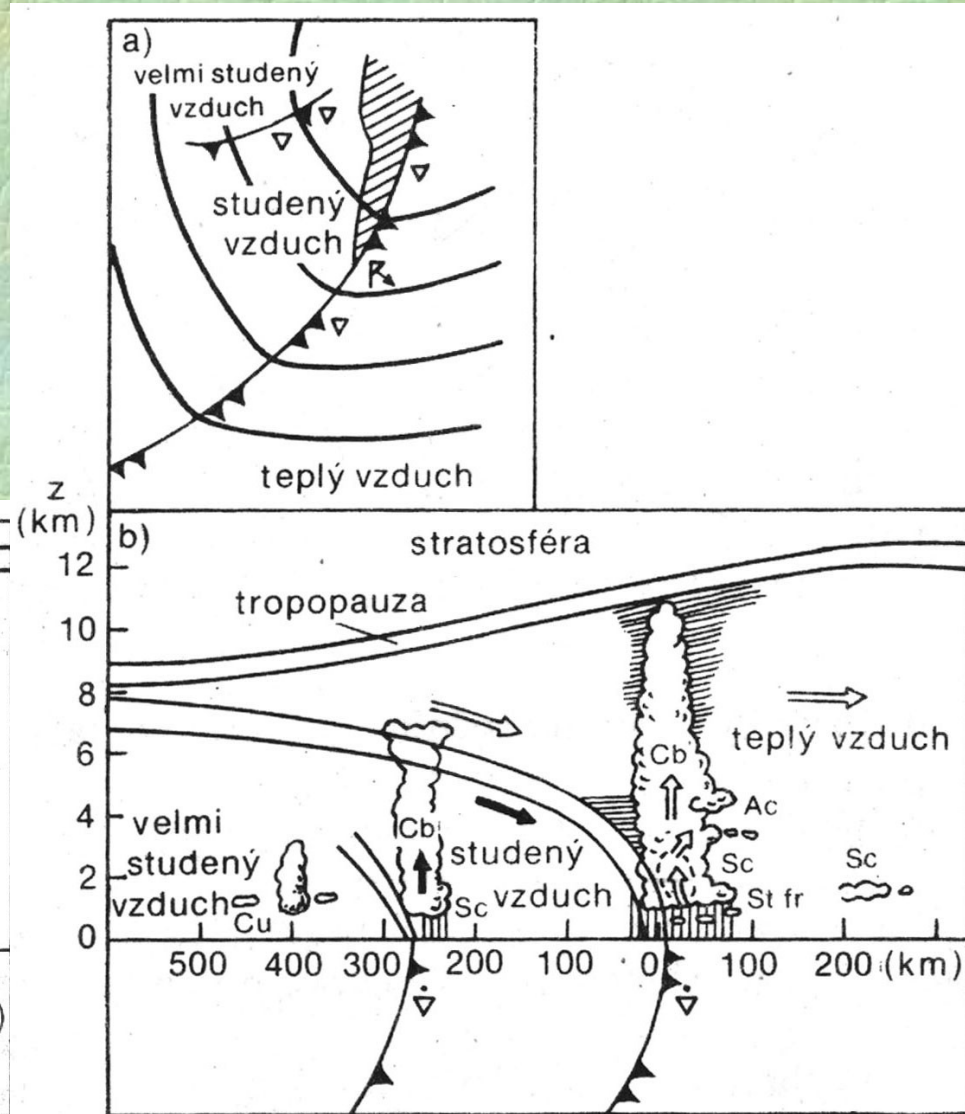 a)
velmi studený
vzduch
studený
vzduch
teplý vzduch
z
(km)
b)
stratosféra
12
tropopauza
10
8
teplý vzduch
6
Cb
Ac
4
velmi
Cb
studený
studený
Sc
Sc
2
vzduch
vzduch
St fr
Cu
Sc
0
500 400 300 200 100 0 100 200 (km)
)